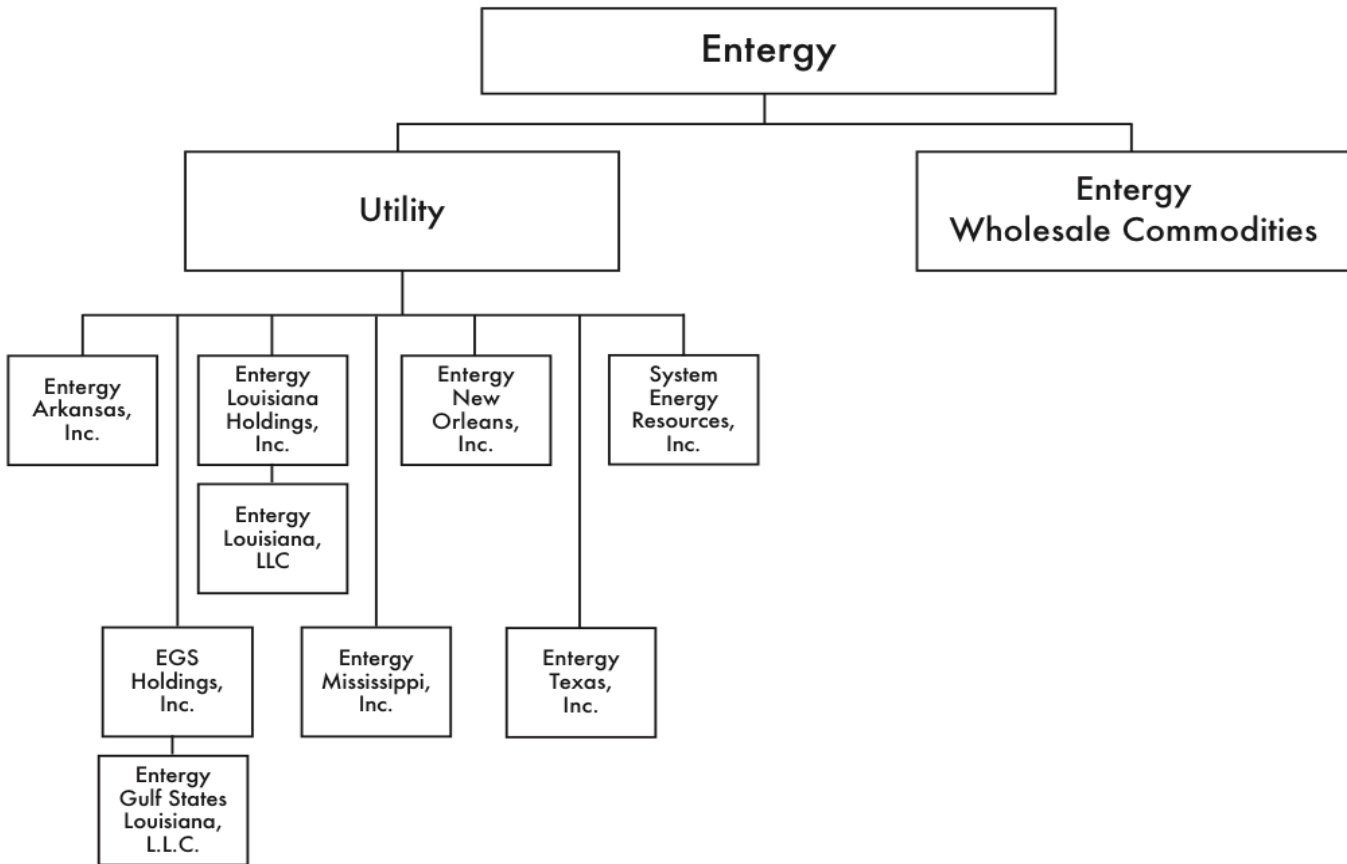 Entergy
Utility
Entergy
Wholesale Commodities
Entergy
Arkansas,
Inc.
Entergy
Louisiana
Holdings,
Inc.
Entergy
New
Orleans,
Inc.
System
Energy
Resources,
Inc.
Entergy
Louisiana,
LLC
EGS
Holdings,
Inc.
Entergy
Mississippi,
Inc.
Entergy
Texas,
Inc.
Entergy
Gulf States
Louisiana,
L.L.C.